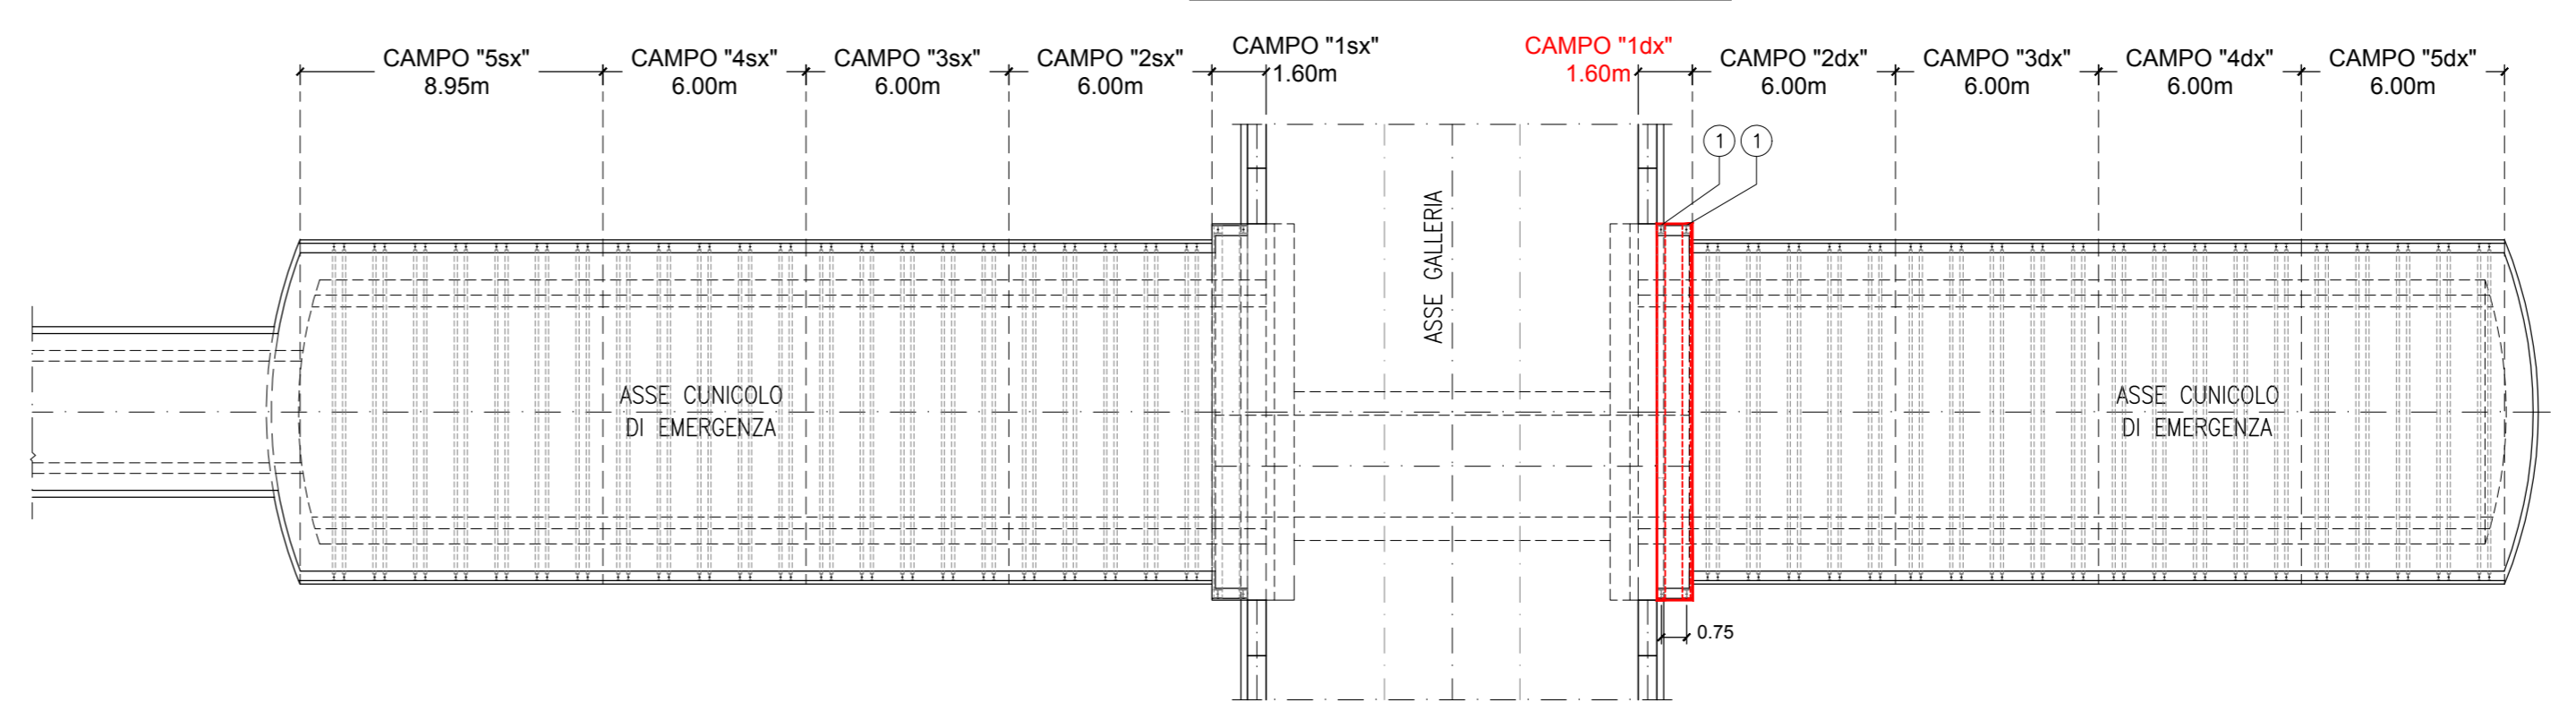 CAMPO "5sx"
8.95m
CAMPO "4sx"
6.00m
CAMPO "3sx"
6.00m
CAMPO "2sx"
6.00m
CAMPO "1sx"
1.60m
CAMPO "1dx"
1.60m
CAMPO "2dx"
6.00m
CAMPO "3dx"
6.00m
CAMPO "4dx"
6.00m
CAMPO "5dx"
6.00m
1
1
ASSE GALLERIA
ASSE CUNICOLO
DI EMERGENZA
ASSE CUNICOLO
DI EMERGENZA
0.75